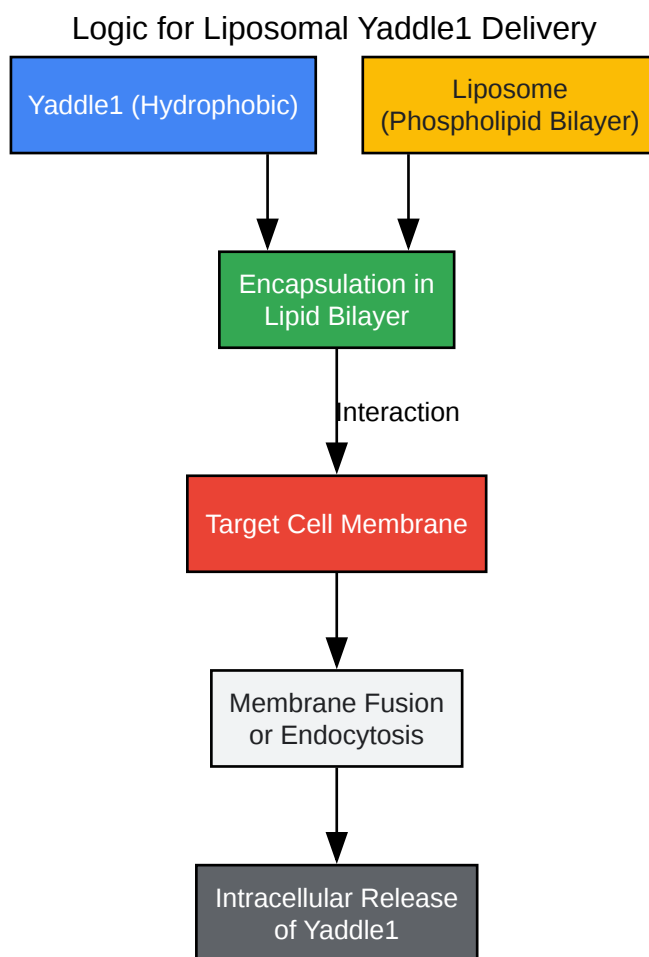 Logic for Liposomal Yaddle1 Delivery
Yaddle1 (Hydrophobic)
Liposome
(Phospholipid Bilayer)
Encapsulation in
Lipid Bilayer
Interaction
Target Cell Membrane
Membrane Fusion
or Endocytosis
Intracellular Release
of Yaddle1